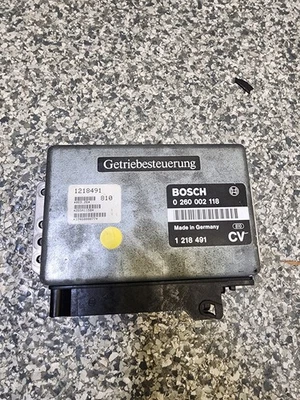 Getriebesteuerung
1218491
810
BOSCH
0 260 002 118
Made in Germany
1 218 491
CV